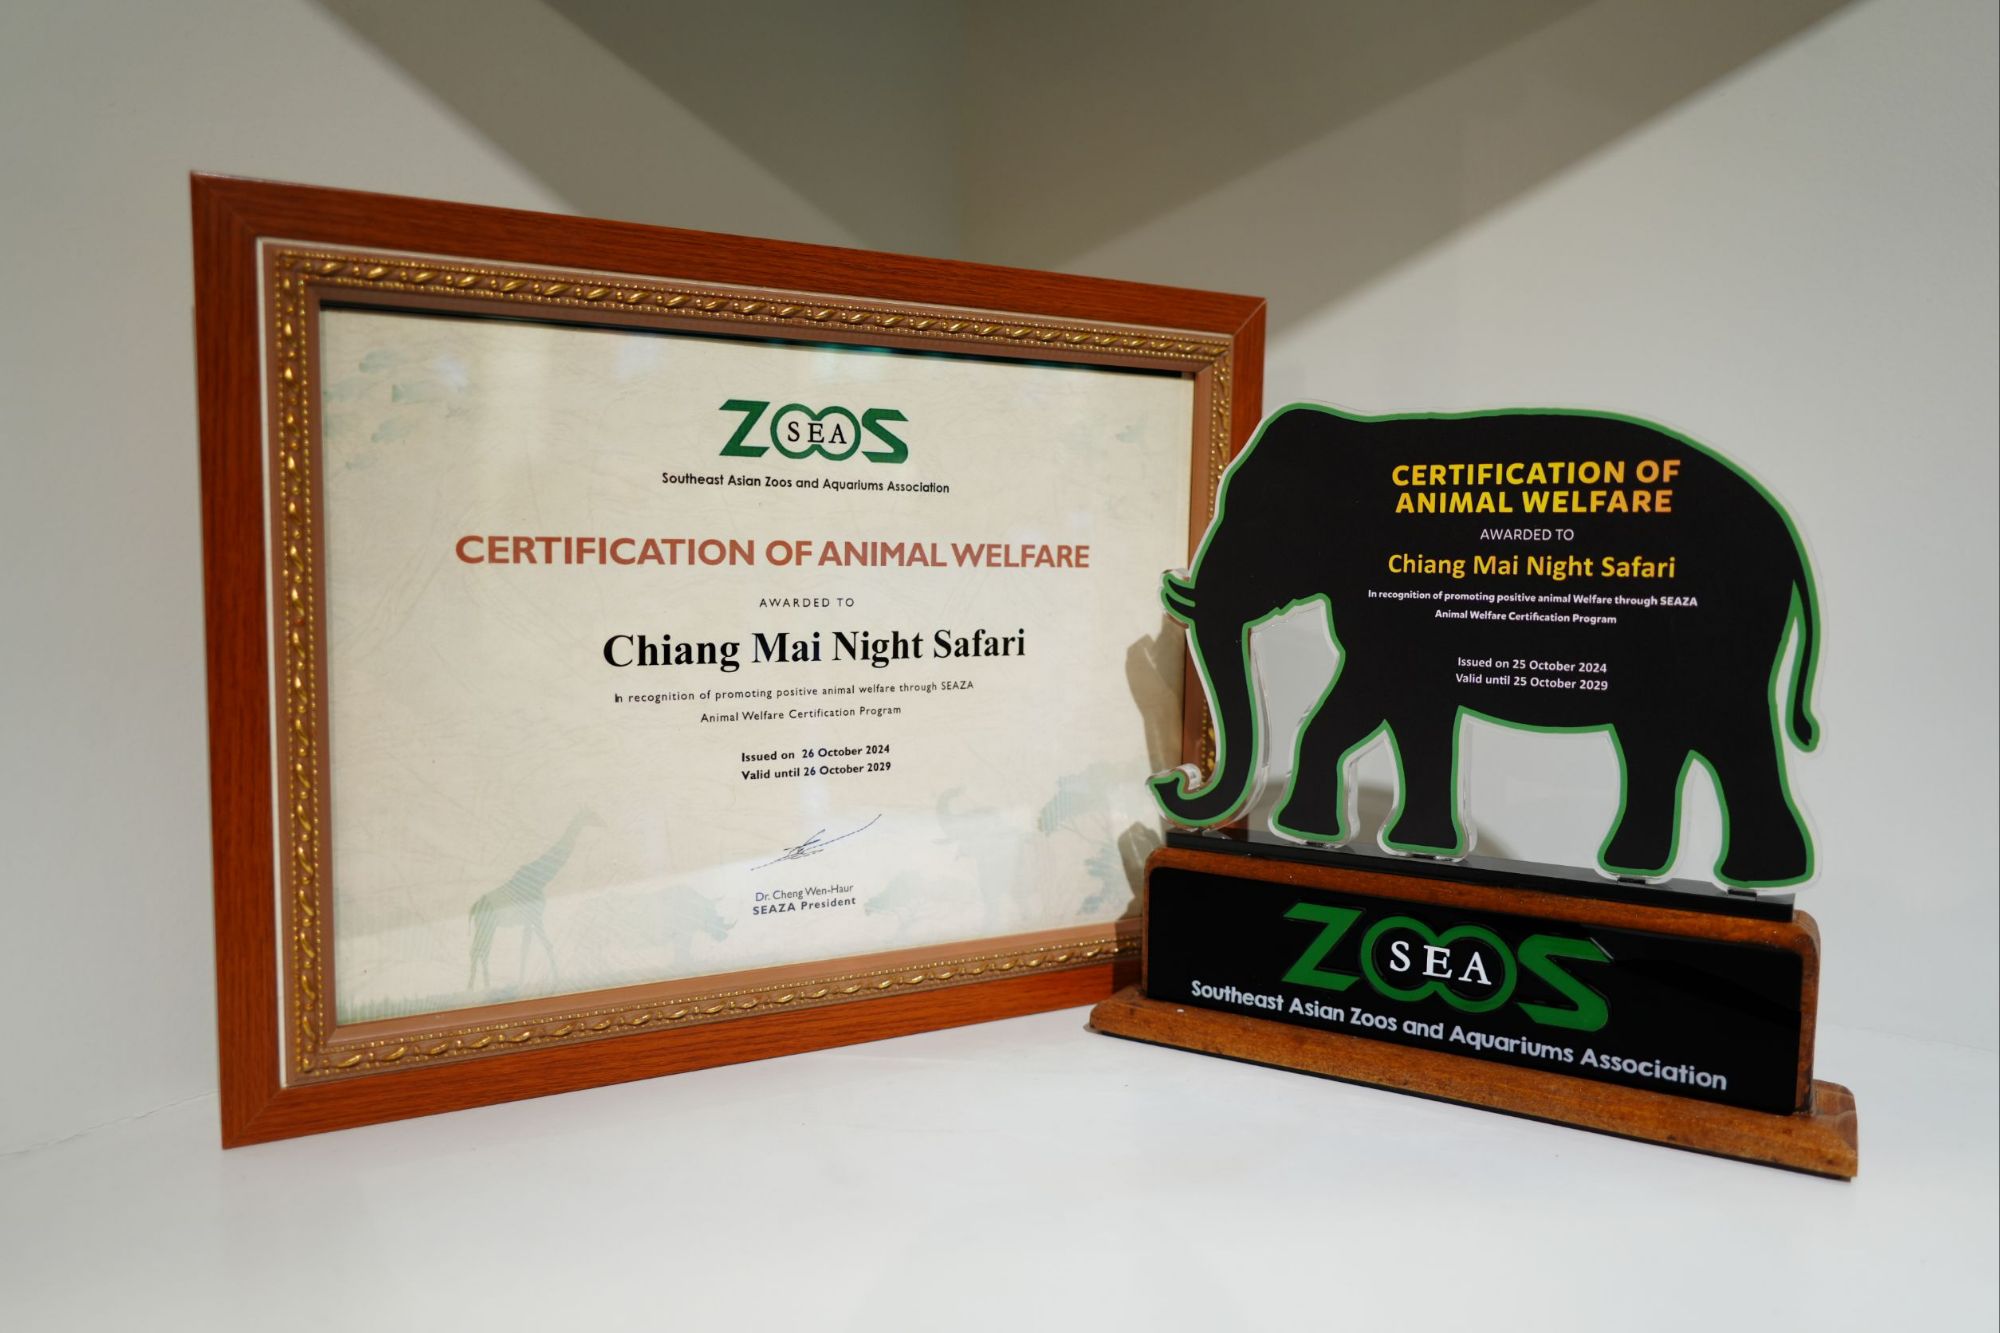 ZOOS
SEA
Southeast Asian Zoos and Aquariums Association
CERTIFICATION OF ANIMAL WELFARE
AWARDED TO
Chiang Mai Night Safari
In recognition of promoting positive animal welfare through SEAZA
Animal Welfare Certification Program
Issued on 26 October 2024
Valid until 26 October 2029
Dr. Cheng Wen-Haur
SEAZA President
CERTIFICATION OF
ANIMAL WELFARE
AWARDED TO
Chiang Mai Night Safari
In recognition of promoting positive animal Welfare through SEAZA
Animal Welfare Certification Program
Issued on 25 October 2024
Valid until 25 October 2029
ZOOS
SEA
Southeast Asian Zoos and Aquariums Association